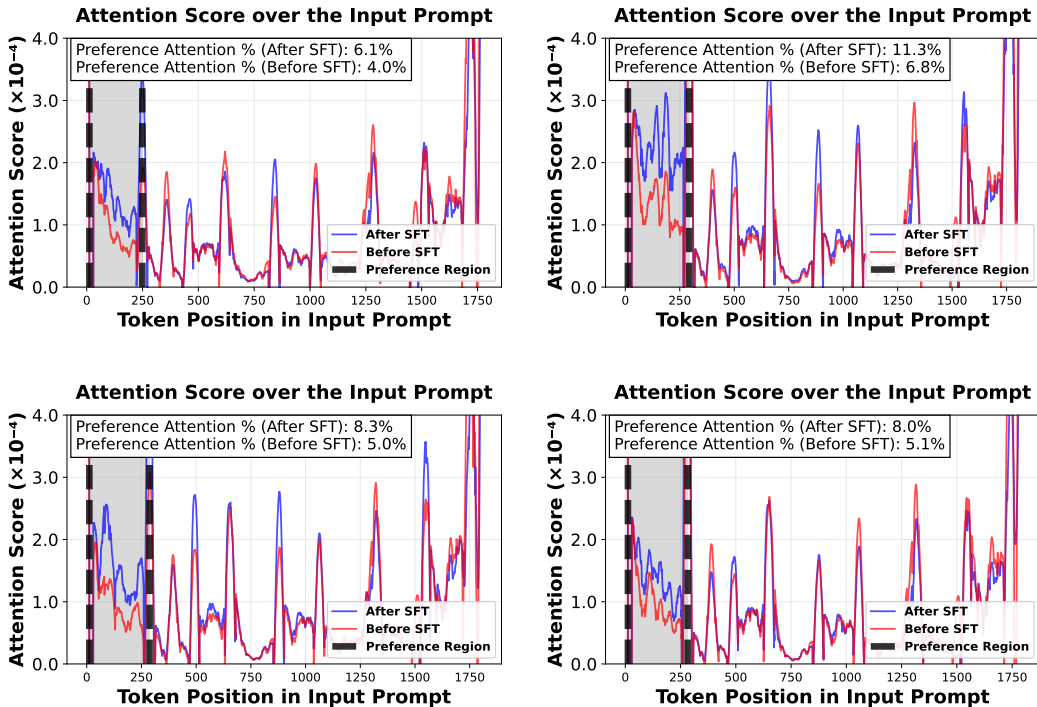 Attention Score over the Input Prompt
Attention Score (×10⁻⁴)
4.0
3.0
2.0
1.0
0.0
Preference Attention % (After SFT): 6.1%
Preference Attention % (Before SFT): 4.0%
After SFT
Before SFT
Preference Region
0 250 500 750 1000 1250 1500 1750
Token Position in Input Prompt
Attention Score over the Input Prompt
Attention Score (×10⁻⁴)
4.0
3.0
2.0
1.0
0.0
Preference Attention % (After SFT): 11.3%
Preference Attention % (Before SFT): 6.8%
After SFT
Before SFT
Preference Region
0 250 500 750 1000 1250 1500 1750
Token Position in Input Prompt
Attention Score over the Input Prompt
Attention Score (×10⁻⁴)
4.0
3.0
2.0
1.0
0.0
Preference Attention % (After SFT): 8.3%
Preference Attention % (Before SFT): 5.0%
After SFT
Before SFT
Preference Region
0 250 500 750 1000 1250 1500 1750
Token Position in Input Prompt
Attention Score over the Input Prompt
Attention Score (×10⁻⁴)
4.0
3.0
2.0
1.0
0.0
Preference Attention % (After SFT): 8.0%
Preference Attention % (Before SFT): 5.1%
After SFT
Before SFT
Preference Region
0 250 500 750 1000 1250 1500 1750
Token Position in Input Prompt